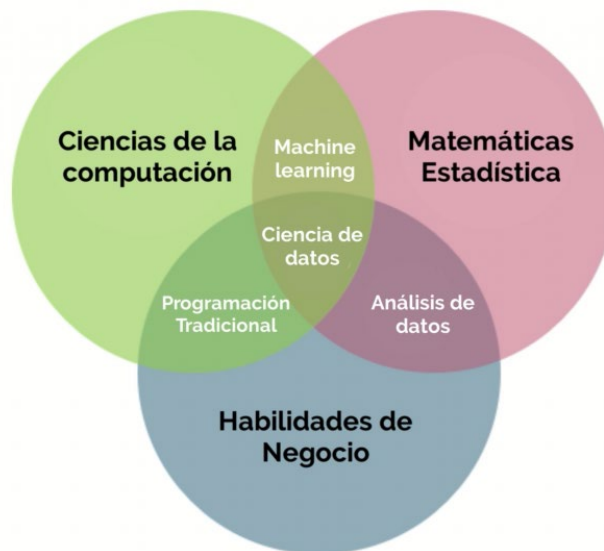 Ciencias de la
computación
Machine
learning
Matemáticas
Estadística
Ciencia de
datos
Programación
Tradicional
Análisis de
datos
Habilidades de
Negocio